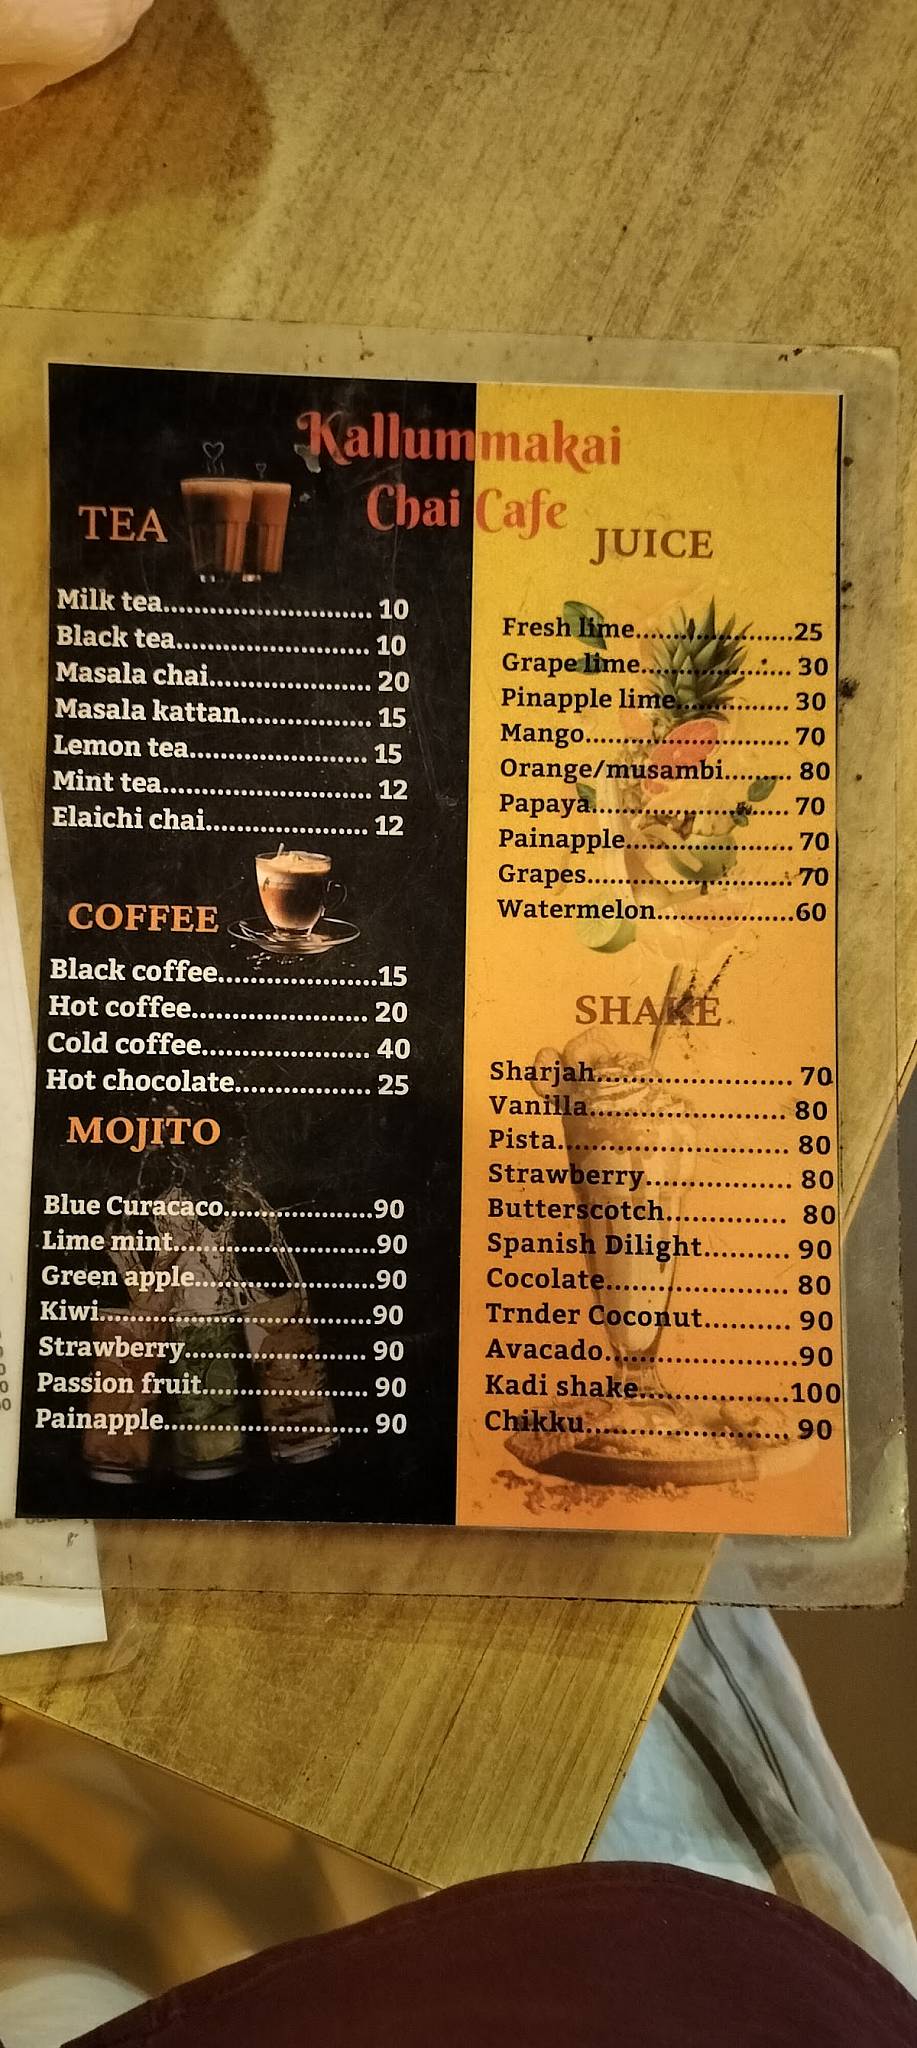 Kallummakai
Chai Cafe
TEA
Milk tea.......................... 10
Black tea........................ 10
Masala chai.................... 20
Masala kattan................ 15
Lemon tea...................... 15
Mint tea.......................... 12
Elaichi chai.................... 12
COFFEE
Black coffee....................15
Hot coffee...................... 20
Cold coffee..................... 40
Hot chocolate................. 25
MOJITO
Blue Curacaco...................90
Lime mint.........................90
Green apple......................90
Kiwi..................................90
Strawberry....................... 90
Passion fruit..................... 90
Painapple.......................... 90
JUICE
Fresh lime....................25
Grape lime................... 30
Pinapple lime.............. 30
Mango.......................... 70
Orange/musambi......... 80
Papaya......................... 70
Painapple..................... 70
Grapes.......................... 70
Watermelon.................60
SHAKE
Sharjah......................... 70
Vanilla......................... 80
Pista............................. 80
Strawberry.................. 80
Butterscotch............... 80
Spanish Dilight.......... 90
Cocolate....................... 80
Trnder Coconut.......... 90
Avacado........................90
Kadi shake..................100
Chikku......................... 90